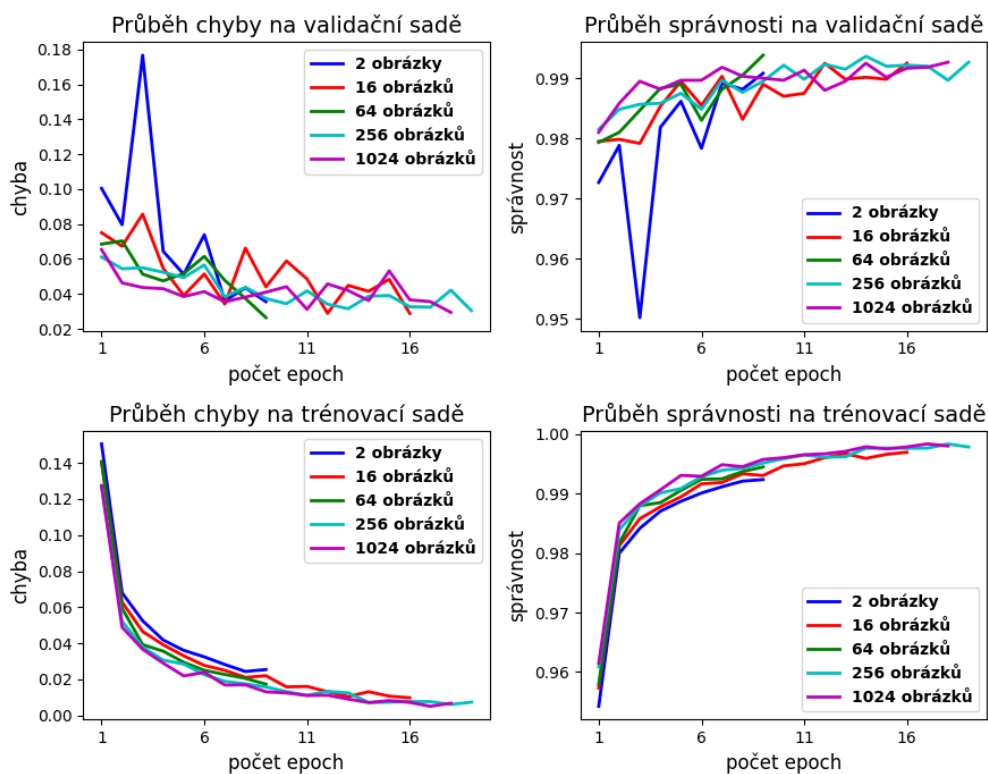 Průběh chyby na validační sadě
0.18
0.16
0.14
0.12
0.10
0.08
0.06
0.04
0.02
chyba
1
6
11
16
počet epoch
2 obrázky
16 obrázků
64 obrázků
256 obrázků
1024 obrázků
Průběh správnosti na validační sadě
0.99
0.98
0.97
0.96
0.95
správnost
1
6
11
16
počet epoch
2 obrázky
16 obrázků
64 obrázků
256 obrázků
1024 obrázků
Průběh chyby na trénovací sadě
0.14
0.12
0.10
0.08
0.06
0.04
0.02
0.00
chyba
1
6
11
16
počet epoch
2 obrázky
16 obrázků
64 obrázků
256 obrázků
1024 obrázků
Průběh správnosti na trénovací sadě
1.00
0.99
0.98
0.97
0.96
správnost
1
6
11
16
počet epoch
2 obrázky
16 obrázků
64 obrázků
256 obrázků
1024 obrázků